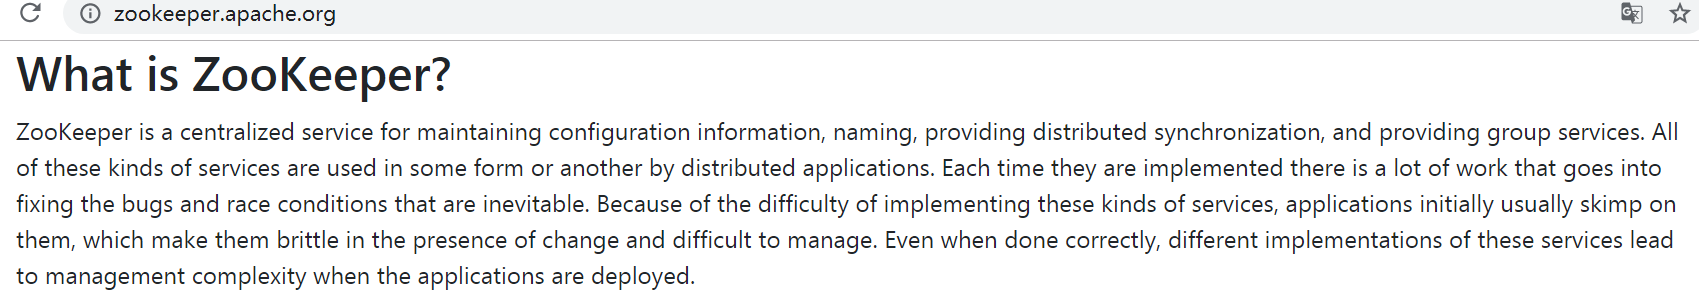 zookeeper.apache.org
What is ZooKeeper?
ZooKeeper is a centralized service for maintaining configuration information, naming, providing distributed synchronization, and providing group services. All
of these kinds of services are used in some form or another by distributed applications. Each time they are implemented there is a lot of work that goes into
fixing the bugs and race conditions that are inevitable. Because of the difficulty of implementing these kinds of services, applications initially usually skimp on
them, which make them brittle in the presence of change and difficult to manage. Even when done correctly, different implementations of these services lead
to management complexity when the applications are deployed.